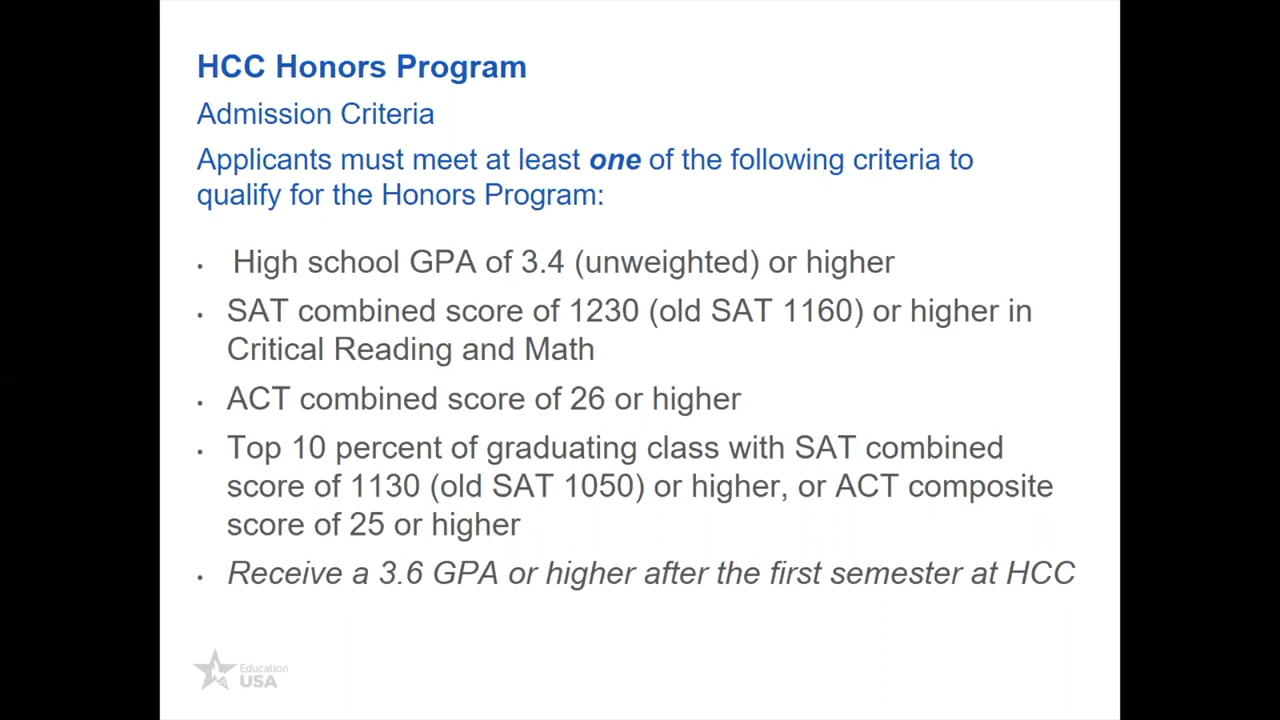 HCC Honors Program
Admission Criteria
Applicants must meet at least one of the following criteria to
qualify for the Honors Program:
• High school GPA of 3.4 (unweighted) or higher
• SAT combined score of 1230 (old SAT 1160) or higher in
Critical Reading and Math
• ACT combined score of 26 or higher
• Top 10 percent of graduating class with SAT combined
score of 1130 (old SAT 1050) or higher, or ACT composite
score of 25 or higher
• Receive a 3.6 GPA or higher after the first semester at HCC
Education
USA